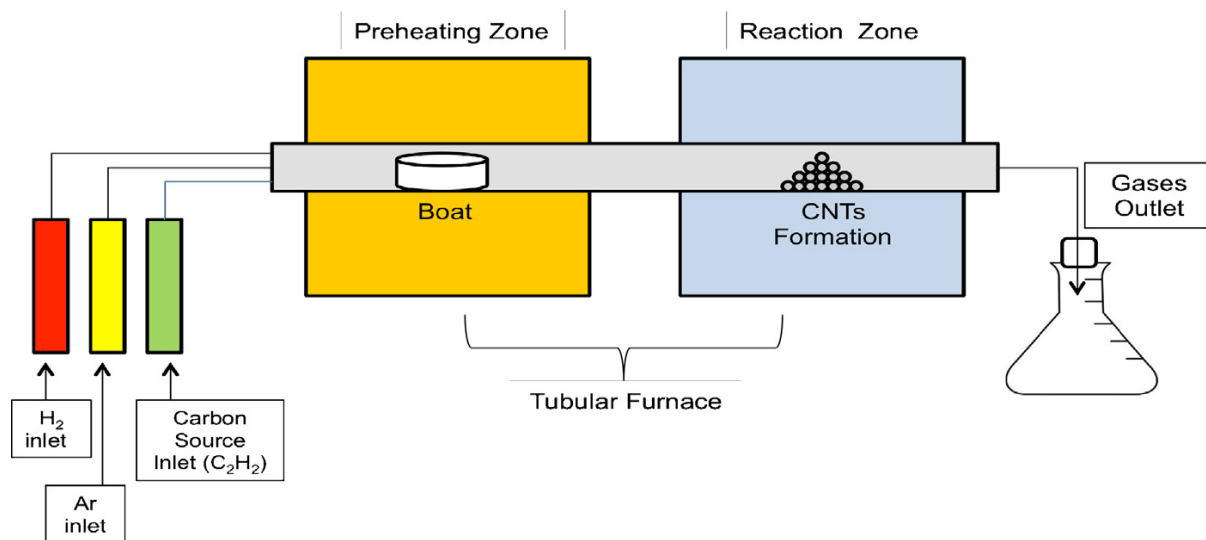 Preheating Zone
Reaction Zone
Boat
CNTs
Formation
Gases
Outlet
Tubular Furnace
H₂
inlet
Carbon
Source
Inlet (C₂H₂)
Ar
inlet